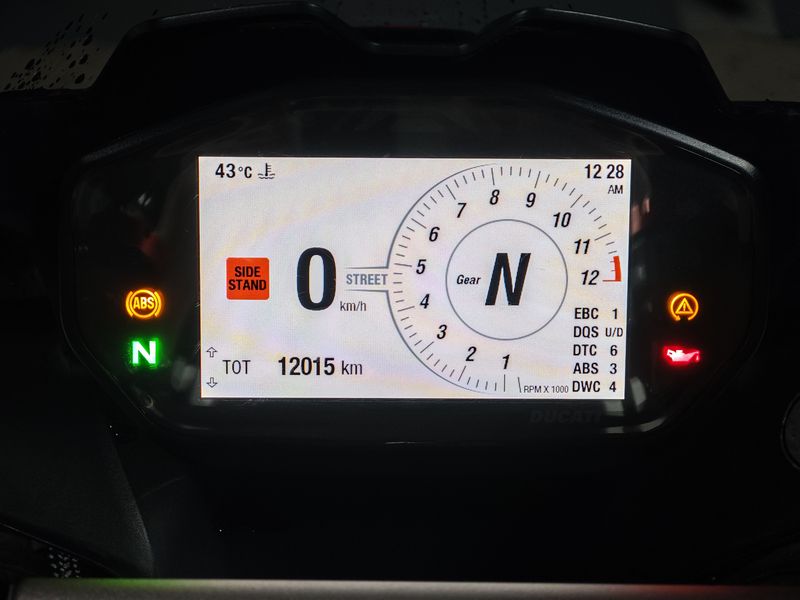 43°C
12 28
AM
SIDE
STAND
0
km/h
STREET
Gear N
1
2
3
4
5
6
7
8
9
10
11
12
RPM X 1000
TOT 12015 km
EBC 1
DQS U/D
DTC 6
ABS 3
DWC 4
ABS
N
DUCATI